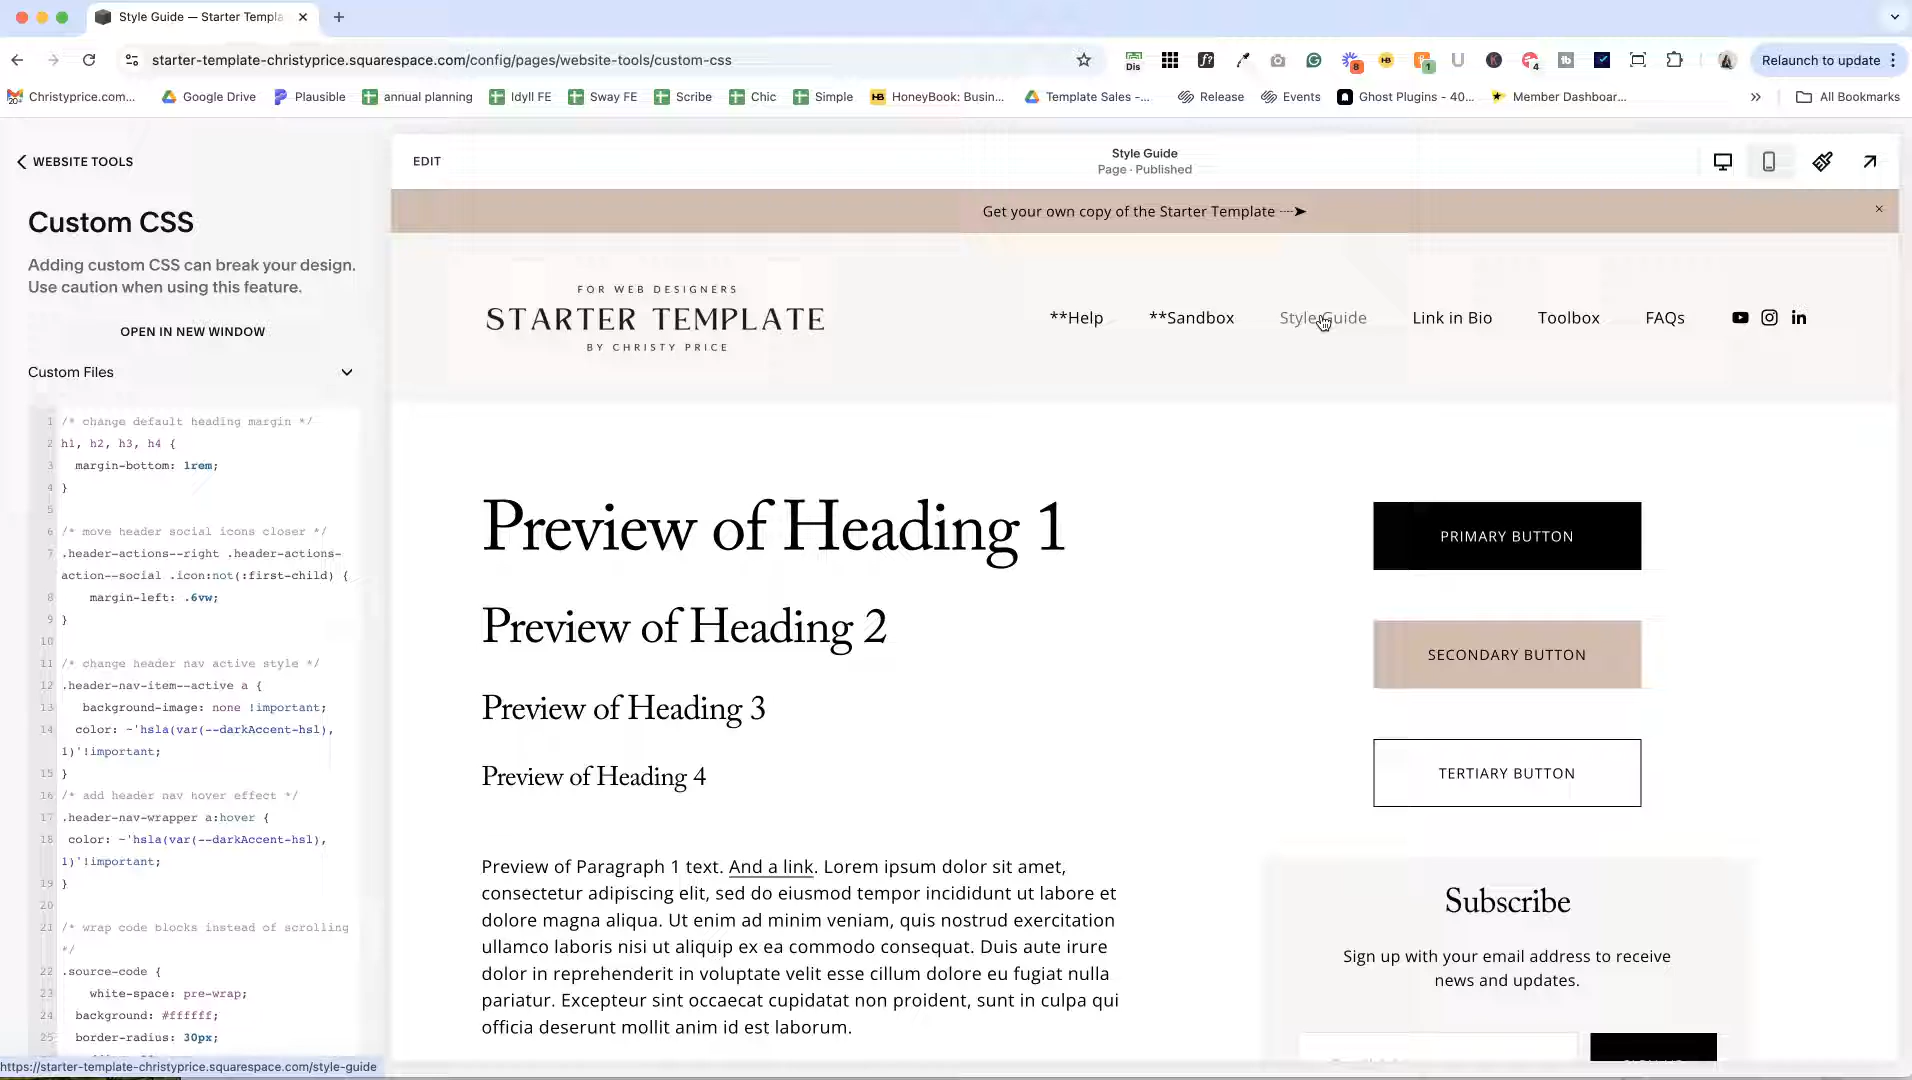 Style Guide — Starter Templa
starter-template-christyprice.squarespace.com/config/pages/website-tools/custom-css
Dis
8
1
4
Relaunch to update
Christyprice.com...
Google Drive
Plausible
annual planning
Idyll FE
Sway FE
Scribe
Chic
Simple
HoneyBook: Busin...
Template Sales -...
Release
Events
Ghost Plugins - 40...
Member Dashboar...
All Bookmarks
WEBSITE TOOLS
Custom CSS
Adding custom CSS can break your design.
Use caution when using this feature.
OPEN IN NEW WINDOW
Custom Files
1 /* change default heading margin */
2 h1, h2, h3, h4 {
3 margin-bottom: 1rem;
4 }
5
6 /* move header social icons closer */
7 .header-actions--right .header-actions-
action--social .icon:not(:first-child) {
8 margin-left: .6vw;
9 }
10
11 /* change header nav active style */
12 .header-nav-item--active a {
13 background-image: none !important;
14 color: ~'hsla(var(--darkAccent-hsl),
1)'!important;
15 }
16 /* add header nav hover effect */
17 .header-nav-wrapper a:hover {
18 color: ~'hsla(var(--darkAccent-hsl),
1)'!important;
19 }
20
21 /* wrap code blocks instead of scrolling
*/
22 .source-code {
23 white-space: pre-wrap;
24 background: #ffffff;
25 border-radius: 30px;
https://starter-template-christyprice.squarespace.com/style-guide
EDIT
Style Guide
Page · Published
Get your own copy of the Starter Template ···➤
FOR WEB DESIGNERS
STARTER TEMPLATE
BY CHRISTY PRICE
**Help
**Sandbox
Style Guide
Link in Bio
Toolbox
FAQs
Preview of Heading 1
Preview of Heading 2
Preview of Heading 3
Preview of Heading 4
Preview of Paragraph 1 text. And a link. Lorem ipsum dolor sit amet,
consectetur adipiscing elit, sed do eiusmod tempor incididunt ut labore et
dolore magna aliqua. Ut enim ad minim veniam, quis nostrud exercitation
ullamco laboris nisi ut aliquip ex ea commodo consequat. Duis aute irure
dolor in reprehenderit in voluptate velit esse cillum dolore eu fugiat nulla
pariatur. Excepteur sint occaecat cupidatat non proident, sunt in culpa qui
officia deserunt mollit anim id est laborum.
PRIMARY BUTTON
SECONDARY BUTTON
TERTIARY BUTTON
Subscribe
Sign up with your email address to receive
news and updates.